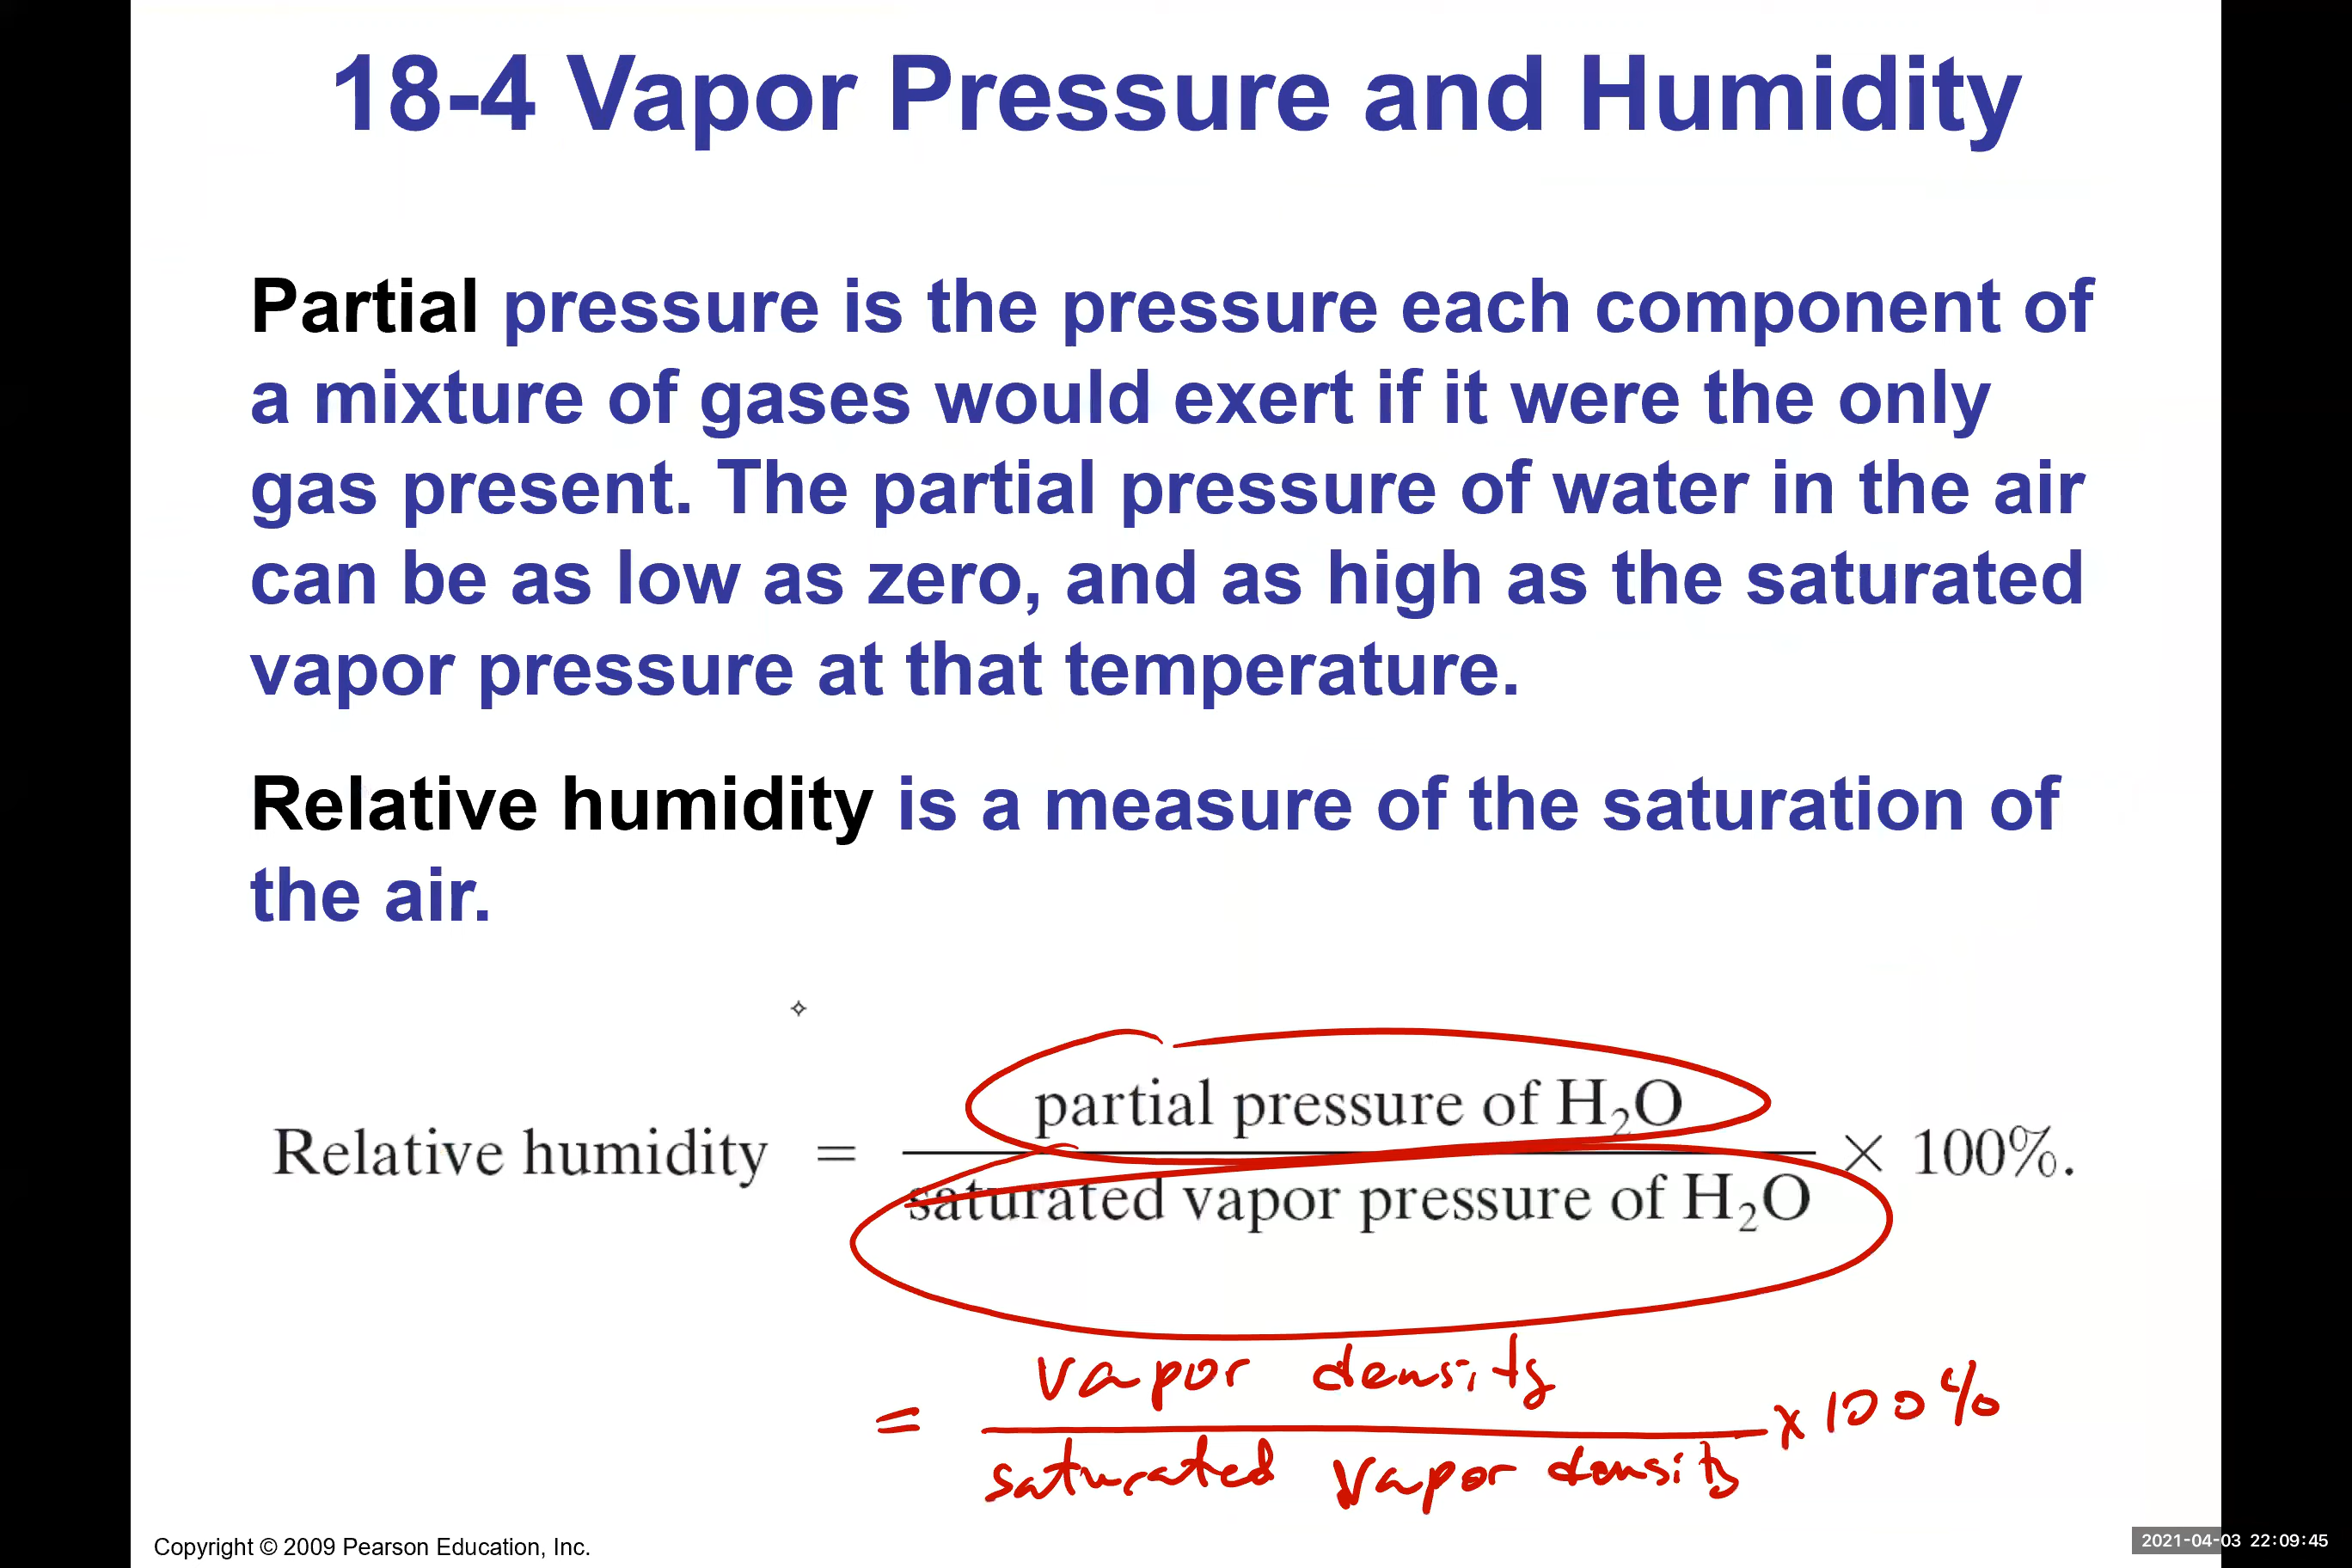 18-4 Vapor Pressure and Humidity
Partial pressure is the pressure each component of
a mixture of gases would exert if it were the only
gas present. The partial pressure of water in the air
can be as low as zero, and as high as the saturated
vapor pressure at that temperature.
Relative humidity is a measure of the saturation of
the air.
Relative humidity = partial pressure of H₂O / saturated vapor pressure of H₂O × 100%.
= vapor density / saturated vapor density x 100%
Copyright © 2009 Pearson Education, Inc.
2021-04-03 22:09:45